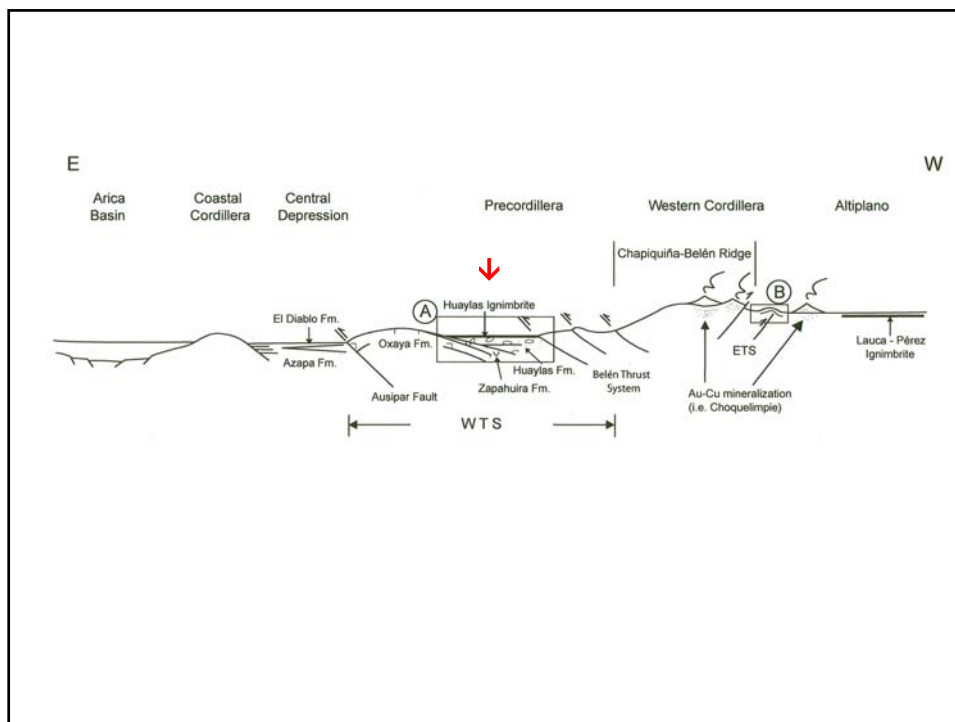 E
W
Arica
Basin
Coastal
Cordillera
Central
Depression
Precordillera
Western Cordillera
Altiplano
Chapiquiña-Belén Ridge
A
Huaylas Ignimbrite
B
El Diablo Fm.
Oxaya Fm.
Azapa Fm.
Huaylas Fm.
Zapahuira Fm.
Ausipar Fault
Belén Thrust
System
ETS
Lauca - Pérez
Ignimbrite
Au-Cu mineralization
(i.e. Choquelimpie)
WTS